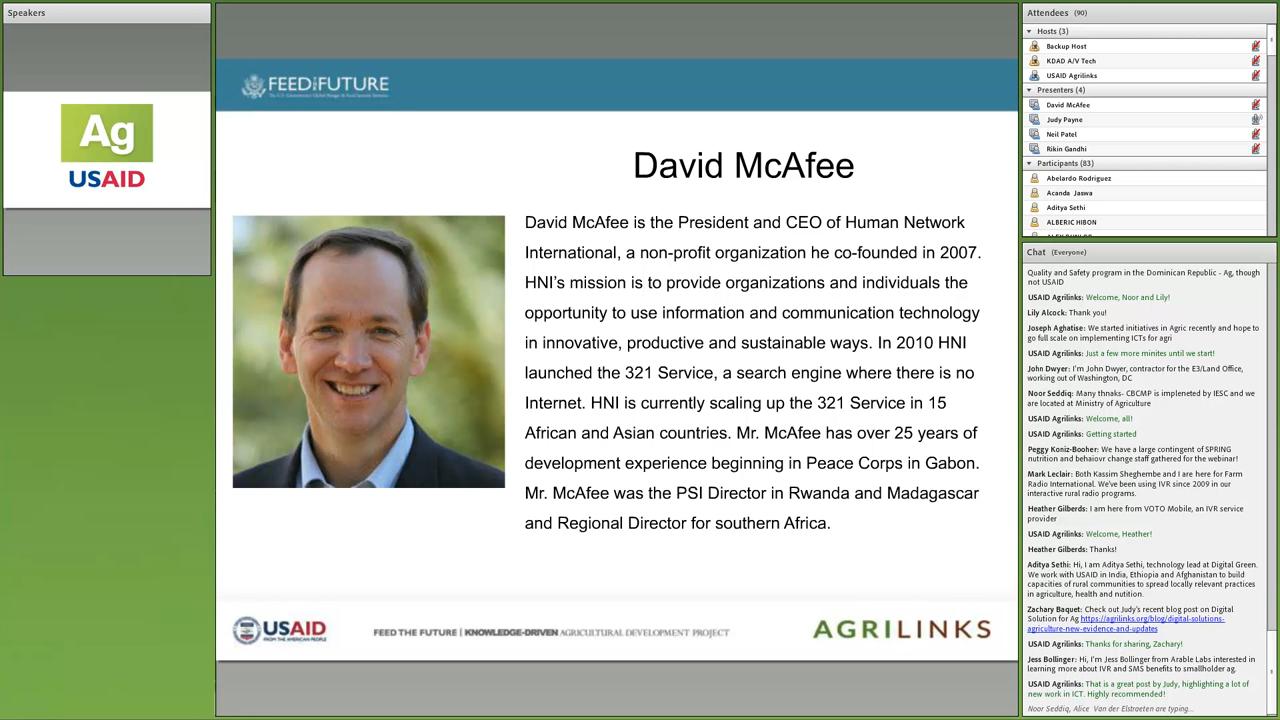 Speakers
Ag
USAID
FEED THE FUTURE
David McAfee
David McAfee is the President and CEO of Human Network
International, a non-profit organization he co-founded in 2007.
HNI's mission is to provide organizations and individuals the
opportunity to use information and communication technology
in innovative, productive and sustainable ways. In 2010 HNI
launched the 321 Service, a search engine where there is no
Internet. HNI is currently scaling up the 321 Service in 15
African and Asian countries. Mr. McAfee has over 25 years of
development experience beginning in Peace Corps in Gabon.
Mr. McAfee was the PSI Director in Rwanda and Madagascar
and Regional Director for southern Africa.
USAID
FROM THE AMERICAN PEOPLE
FEED THE FUTURE | KNOWLEDGE-DRIVEN AGRICULTURAL DEVELOPMENT PROJECT
AGRILINKS
Attendees (90)
Hosts (3)
Backup Host
KDAD A/V Tech
USAID Agrilinks
Presenters (4)
David McAfee
Judy Payne
Neil Patel
Rikin Gandhi
Participants (83)
Abelardo Rodriguez
Acanda Jaswa
Aditya Sethi
ALBERIC HIBON
Chat (Everyone)
Quality and Safety program in the Dominican Republic - Ag, though
not USAID
USAID Agrilinks: Welcome, Noor and Lily!
Lily Alcock: Thank you!
Joseph Aghatise: We started initiatives in Agric recently and hope to
go full scale on implementing ICTs for agri
USAID Agrilinks: Just a few more minites until we start!
John Dwyer: I'm John Dwyer, contractor for the E3/Land Office,
working out of Washington, DC
Noor Seddiq: Many thnaks- CBCMP is impleneted by IESC and we
are located at Ministry of Agriculture
USAID Agrilinks: Welcome, all!
USAID Agrilinks: Getting started
Peggy Koniz-Booher: We have a large contingent of SPRING
nutrition and behaiovr change staff gathered for the webinar!
Mark Leclair: Both Kassim Sheghembe and I are here for Farm
Radio International. We've been using IVR since 2009 in our
interactive rural radio programs.
Heather Gilberds: I am here from VOTO Mobile, an IVR service
provider
USAID Agrilinks: Welcome, Heather!
Heather Gilberds: Thanks!
Aditya Sethi: Hi, I am Aditya Sethi, technology lead at Digital Green.
We work with USAID in India, Ethiopia and Afghanistan to build
capacities of rural communities to spread locally relevant practices
in agriculture, health and nutrition.
Zachary Baquet: Check out Judy's recent blog post on Digital
Solution for Ag https://agrilinks.org/blog/digital-solutions-
agriculture-new-evidence-and-updates
USAID Agrilinks: Thanks for sharing, Zachary!
Jess Bollinger: Hi, I'm Jess Bollinger from Arable Labs interested in
learning more about IVR and SMS benefits to smallholder ag.
USAID Agrilinks: That is a great post by Judy, highlighting a lot of
new work in ICT. Highly recommended!
Noor Seddiq, Alice Van der Elstraeten are typing...